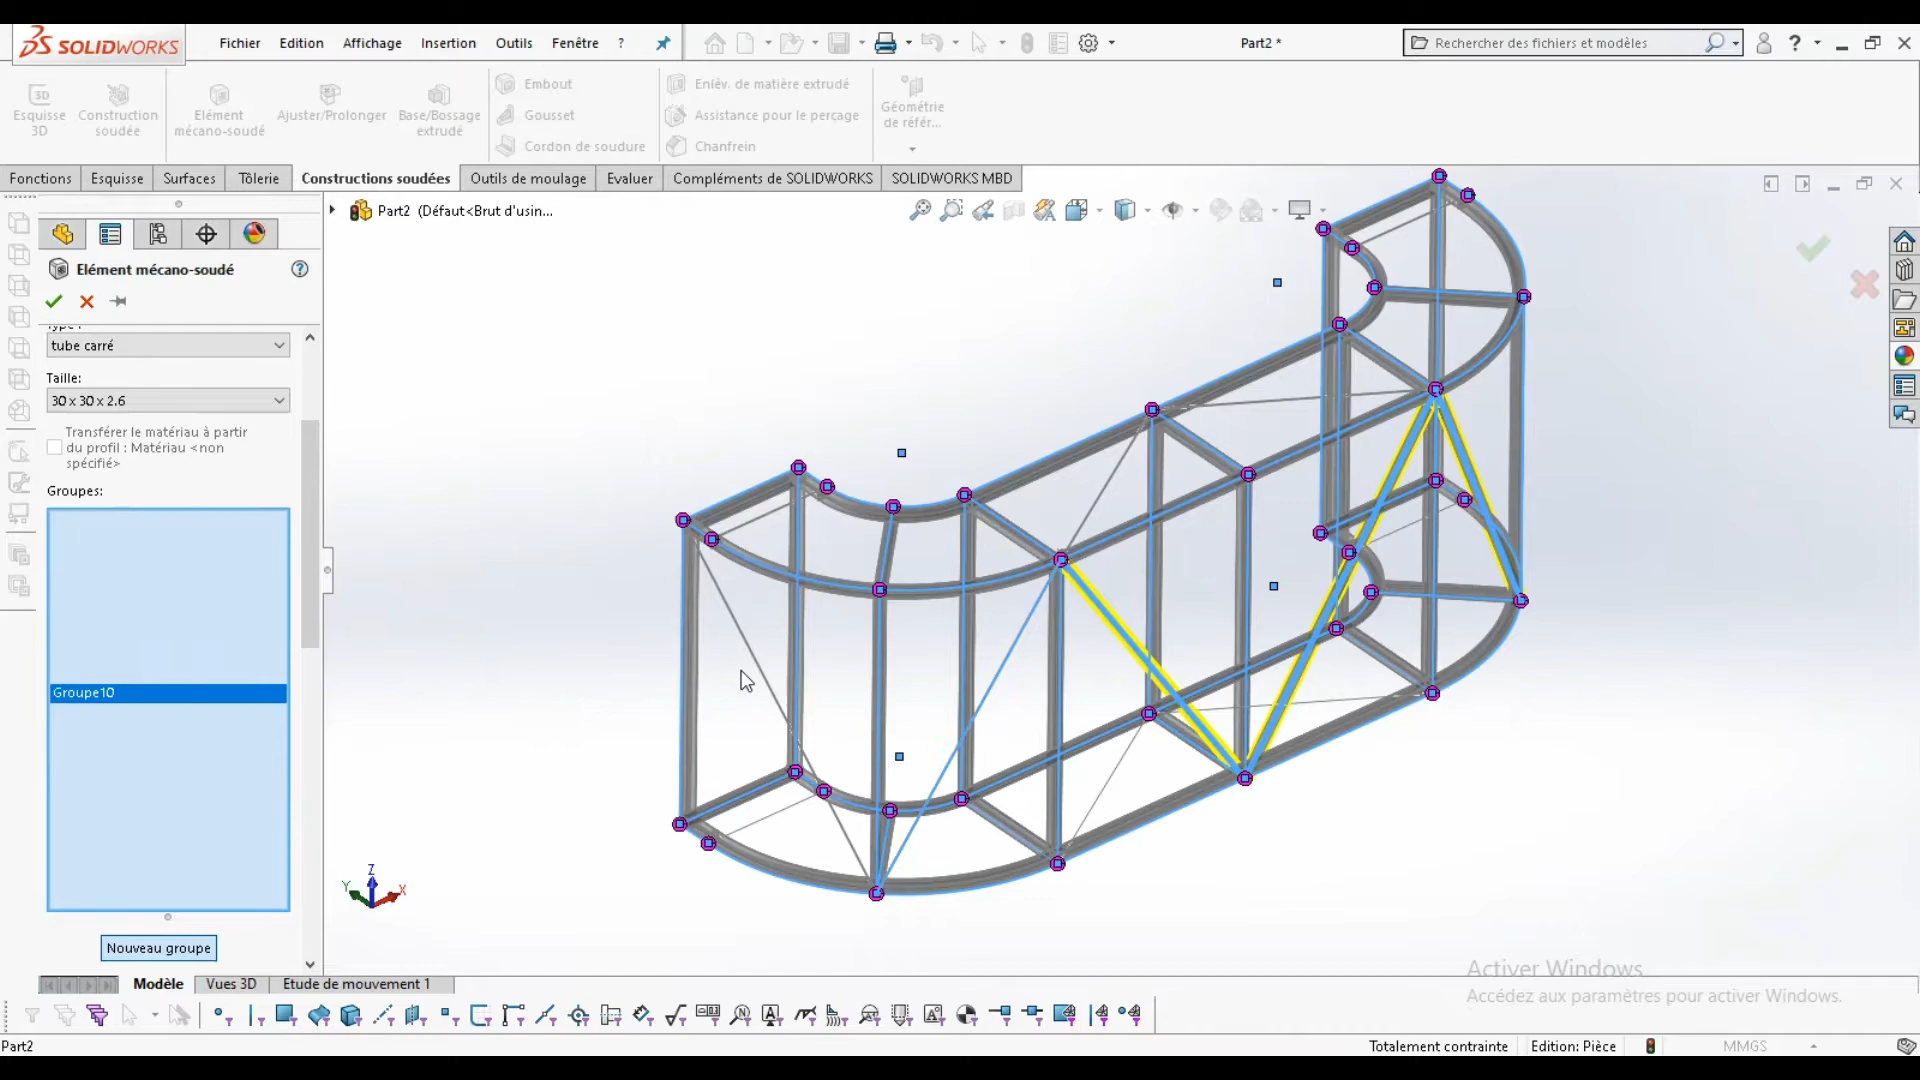 SOLIDWORKS
Fichier Edition Affichage Insertion Outils Fenêtre ?
Part2 *
Rechercher des fichiers et modèles
?
3D
Esquisse
3D
Construction
soudée
Elément
mécano-soudé
Ajuster/Prolonger
Base/Bossage
extrudé
Embout
Gousset
Cordon de soudure
Enlèv. de matière extrudé
Assistance pour le perçage
Chanfrein
Géométrie
de référ...
Fonctions Esquisse Surfaces Tôlerie Constructions soudées Outils de moulage Evaluer Compléments de SOLIDWORKS SOLIDWORKS MBD
Part2 (Défaut<Brut d'usin...
Elément mécano-soudé
?
tube carré
Taille:
30 x 30 x 2.6
Transférer le matériau à partir
du profil : Matériau <non
spécifié>
Groupes:
Groupe10
Nouveau groupe
Z
Y
X
Activer Windows
Accédez aux paramètres pour activer Windows.
Modèle Vues 3D Etude de mouvement 1
Part2
Totalement contrainte Edition: Pièce MMGS